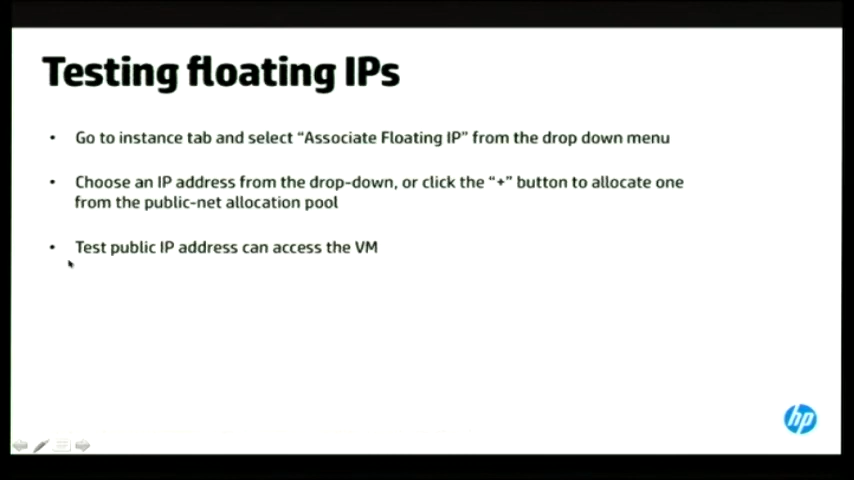 Testing floating IPs
• Go to instance tab and select “Associate Floating IP” from the drop down menu
• Choose an IP address from the drop-down, or click the “+” button to allocate one
from the public-net allocation pool
• Test public IP address can access the VM
hp